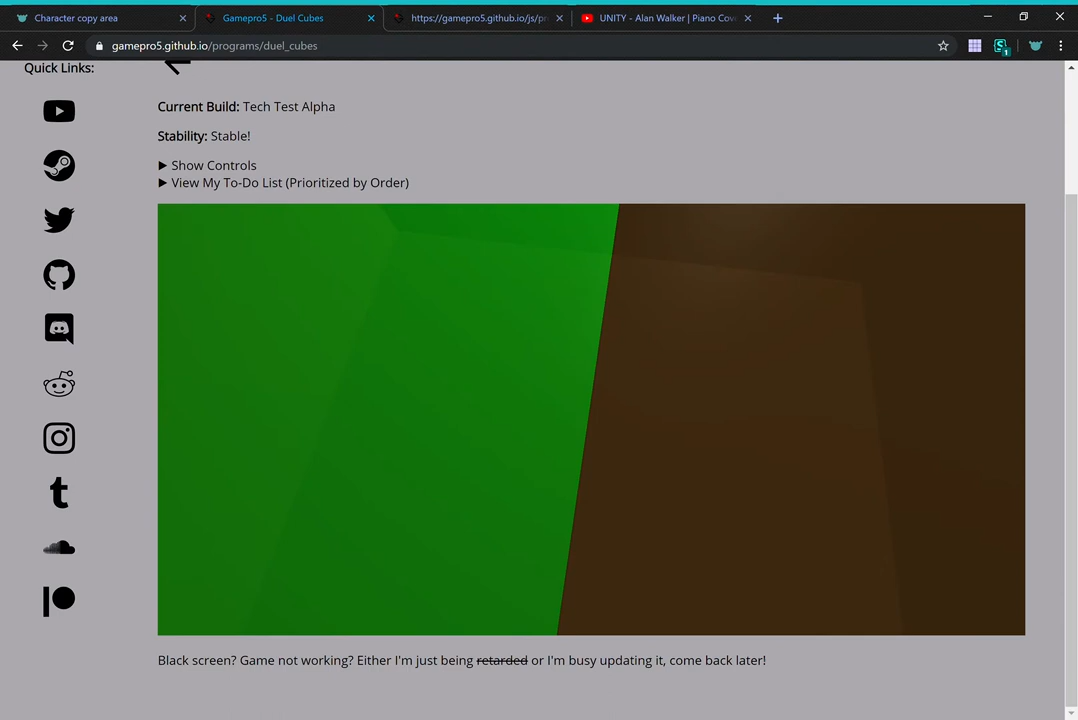 Character copy area
Gamepro5 - Duel Cubes
https://gamepro5.github.io/js/pr
UNITY - Alan Walker | Piano Cov
gamepro5.github.io/programs/duel_cubes
1
Quick Links:
Current Build: Tech Test Alpha
Stability: Stable!
Show Controls
View My To-Do List (Prioritized by Order)
Black screen? Game not working? Either I'm just being retarded or I'm busy updating it, come back later!